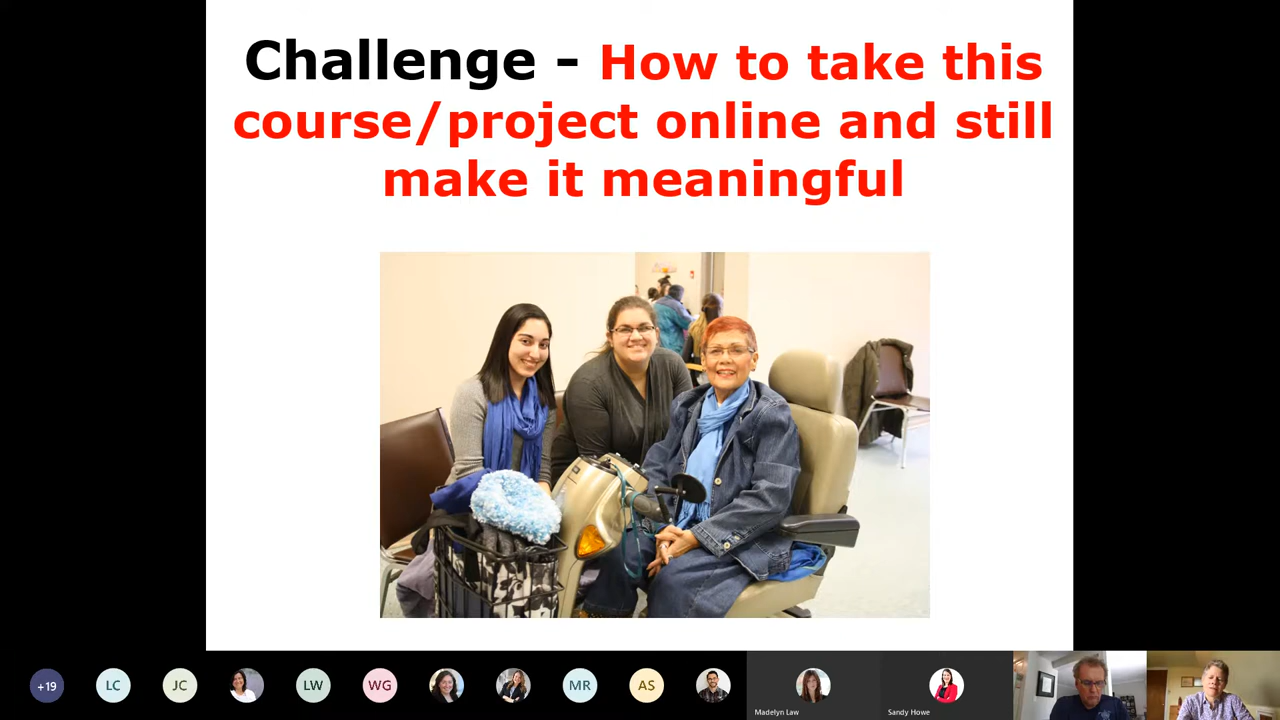 Challenge - How to take this
course/project online and still
make it meaningful
+19
LC
JC
LW
WG
MR
AS
Madelyn Law
Sandy Howe